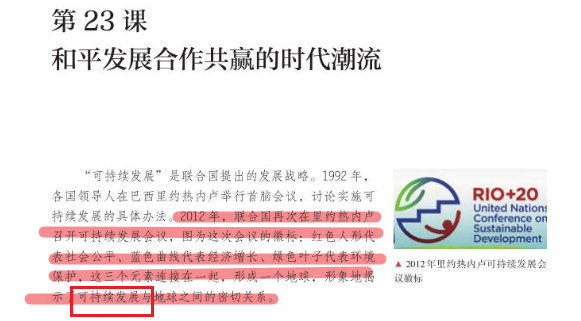 第 23 课
和平发展合作共赢的时代潮流
“可持续发展”是联合国提出的发展战略。1992 年，
各国领导人在巴西里约热内卢举行首脑会议，讨论实施可
持续发展的具体办法。2012 年，联合国再次在里约热内卢
召开可持续发展会议，图为这次会议的徽标：红色人形代
表社会公平、蓝色曲线代表经济增长、绿色叶子代表环境
保护，这三个元素连接在一起，形成一个地球，形象地揭
示了可持续发展与地球之间的密切关系。
RIO+20
United Nations
Conference on
Sustainable
Development
▲ 2012 年里约热内卢可持续发展会
议徽标